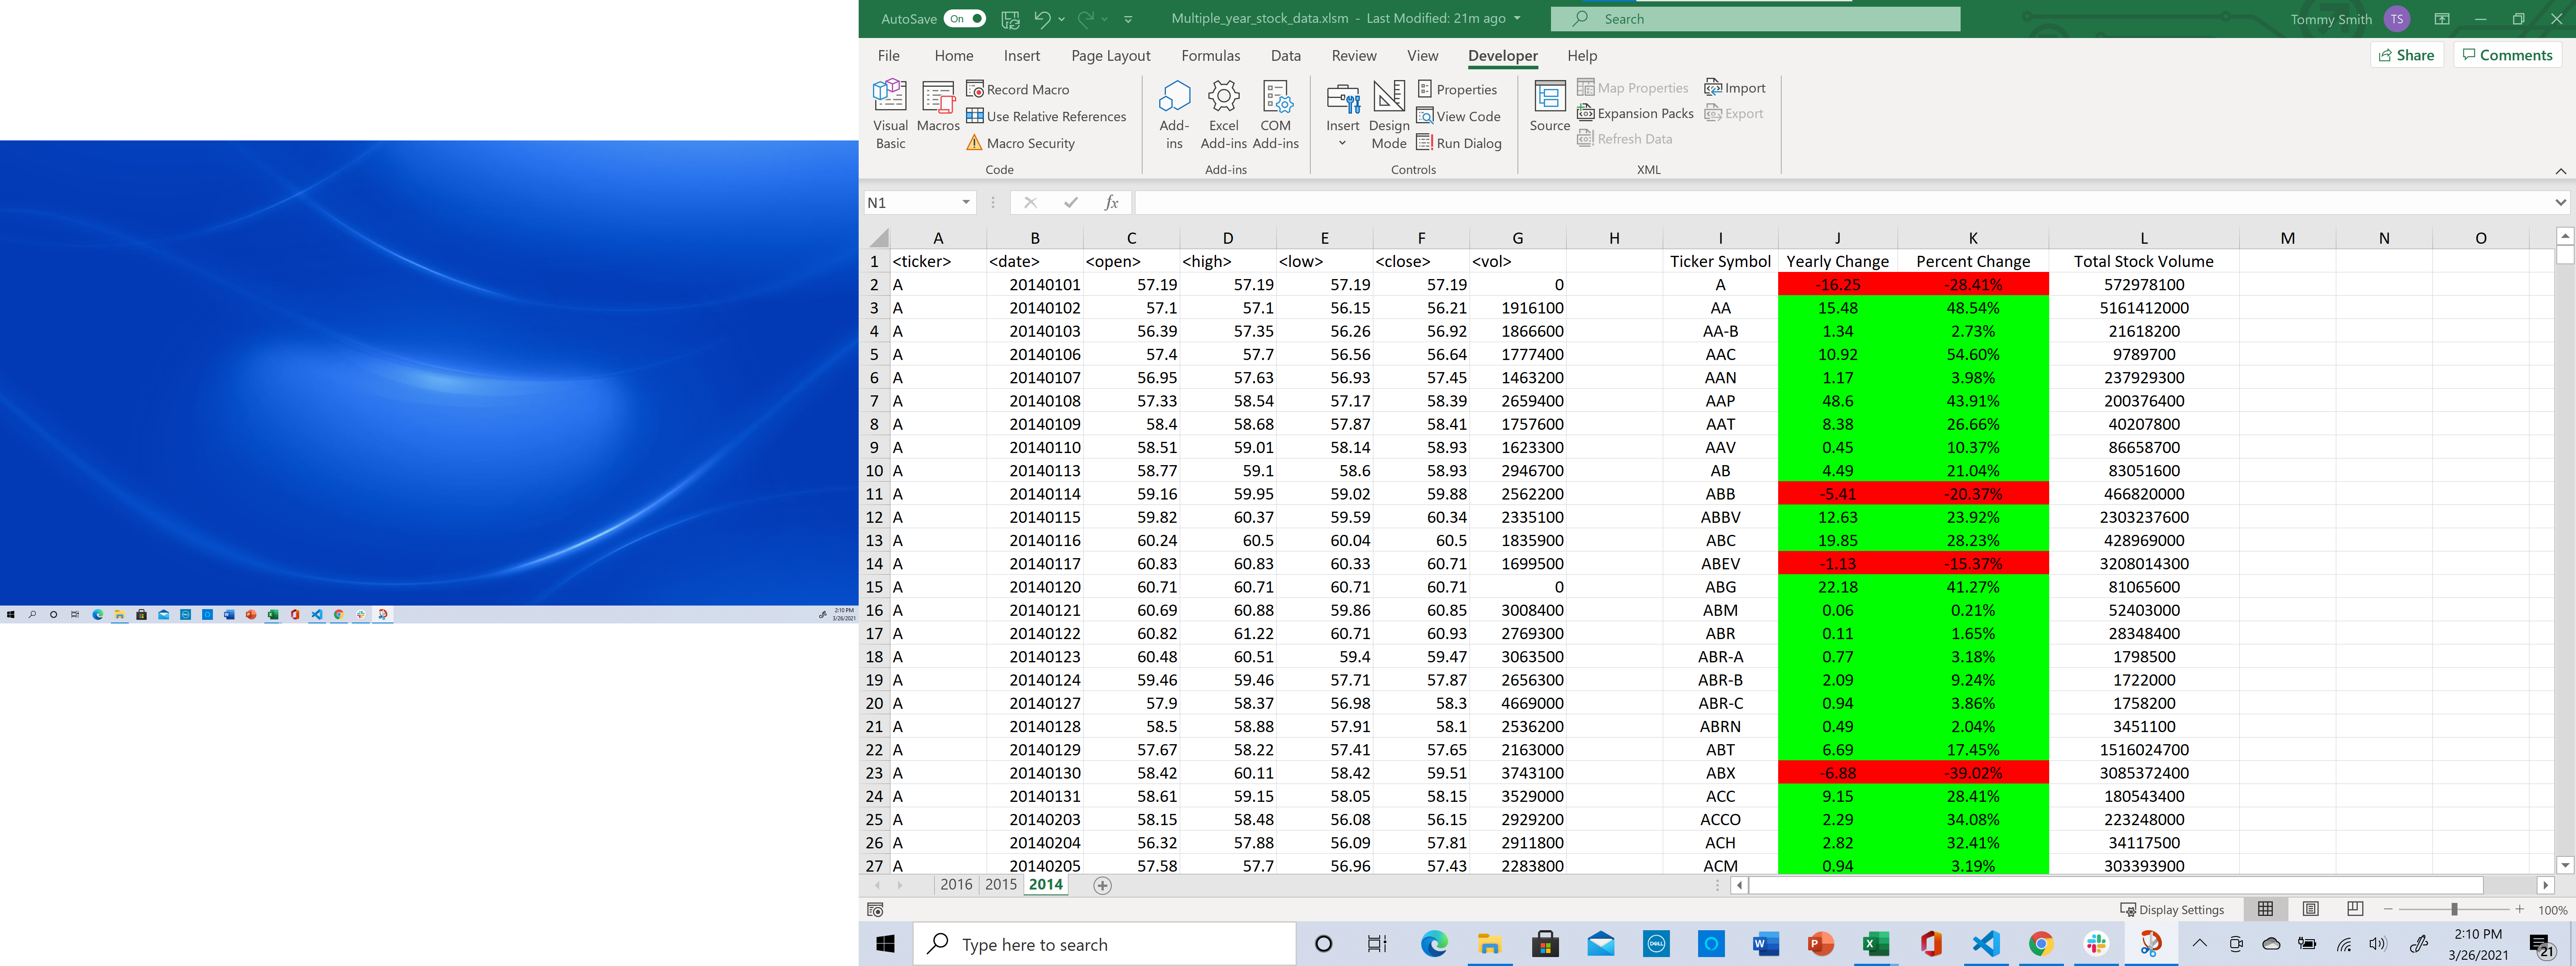 AutoSave On Multiple_year_stock_data.xlsm - Last Modified: 21m ago Search Tommy Smith TS
File Home Insert Page Layout Formulas Data Review View Developer Help Share Comments
Visual Basic Macros Record Macro Use Relative References Macro Security
Add-ins Excel Add-ins COM Add-ins
Insert Design Mode Properties View Code Run Dialog
Source Map Properties Expansion Packs Refresh Data Import Export
Code Add-ins Controls XML
N1 fx
A B C D E F G H I J K L M N O
1 <ticker> <date> <open> <high> <low> <close> <vol> Ticker Symbol Yearly Change Percent Change Total Stock Volume
2 A 20140101 57.19 57.19 57.19 57.19 0 A -16.25 -28.41% 572978100
3 A 20140102 57.1 57.1 56.15 56.21 1916100 AA 15.48 48.54% 5161412000
4 A 20140103 56.39 57.35 56.26 56.92 1866600 AA-B 1.34 2.73% 21618200
5 A 20140106 57.4 57.7 56.56 56.64 1777400 AAC 10.92 54.60% 9789700
6 A 20140107 56.95 57.63 56.93 57.45 1463200 AAN 1.17 3.98% 237929300
7 A 20140108 57.33 58.54 57.17 58.39 2659400 AAP 48.6 43.91% 200376400
8 A 20140109 58.4 58.68 57.87 58.41 1757600 AAT 8.38 26.66% 40207800
9 A 20140110 58.51 59.01 58.14 58.93 1623300 AAV 0.45 10.37% 86658700
10 A 20140113 58.77 59.1 58.6 58.93 2946700 AB 4.49 21.04% 83051600
11 A 20140114 59.16 59.95 59.02 59.88 2562200 ABB -5.41 -20.37% 466820000
12 A 20140115 59.82 60.37 59.59 60.34 2335100 ABBV 12.63 23.92% 2303237600
13 A 20140116 60.24 60.5 60.04 60.5 1835900 ABC 19.85 28.23% 428969000
14 A 20140117 60.83 60.83 60.33 60.71 1699500 ABEV -1.13 -15.37% 3208014300
15 A 20140120 60.71 60.71 60.71 60.71 0 ABG 22.18 41.27% 81065600
16 A 20140121 60.69 60.88 59.86 60.85 3008400 ABM 0.06 0.21% 52403000
17 A 20140122 60.82 61.22 60.71 60.93 2769300 ABR 0.11 1.65% 28348400
18 A 20140123 60.48 60.51 59.4 59.47 3063500 ABR-A 0.77 3.18% 1798500
19 A 20140124 59.46 59.46 57.71 57.87 2656300 ABR-B 2.09 9.24% 1722000
20 A 20140127 57.9 58.37 56.98 58.3 4669000 ABR-C 0.94 3.86% 1758200
21 A 20140128 58.5 58.88 57.91 58.1 2536200 ABRN 0.49 2.04% 3451100
22 A 20140129 57.67 58.22 57.41 57.65 2163000 ABT 6.69 17.45% 1516024700
23 A 20140130 58.42 60.11 58.42 59.51 3743100 ABX -6.88 -39.02% 3085372400
24 A 20140131 58.61 59.15 58.05 58.15 3529000 ACC 9.15 28.41% 180543400
25 A 20140203 58.15 58.48 56.08 56.15 2929200 ACCO 2.29 34.08% 223248000
26 A 20140204 56.32 57.88 56.09 57.81 2911800 ACH 2.82 32.41% 34117500
27 A 20140205 57.58 57.7 56.96 57.43 2283800 ACM 0.94 3.19% 303393900
2016 2015 2014
Display Settings 100%
Type here to search DELL 2:10 PM
3/26/2021 21
2:10 PM
3/26/2021